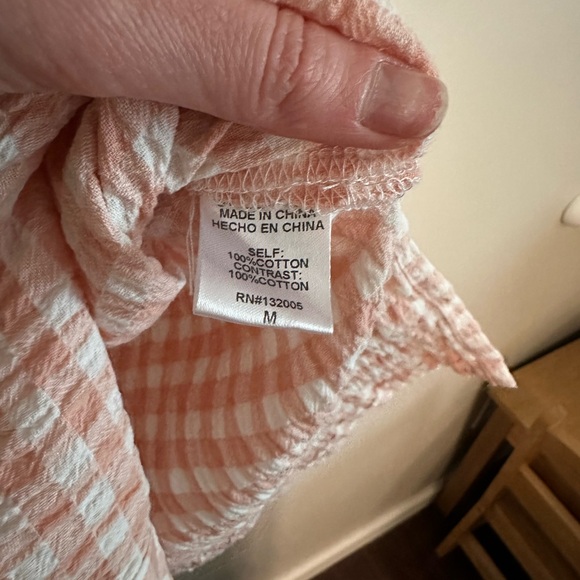 MADE IN CHINA
HECHO EN CHINA
SELF:
100%COTTON
CONTRAST:
100%COTTON
RN#132005
M